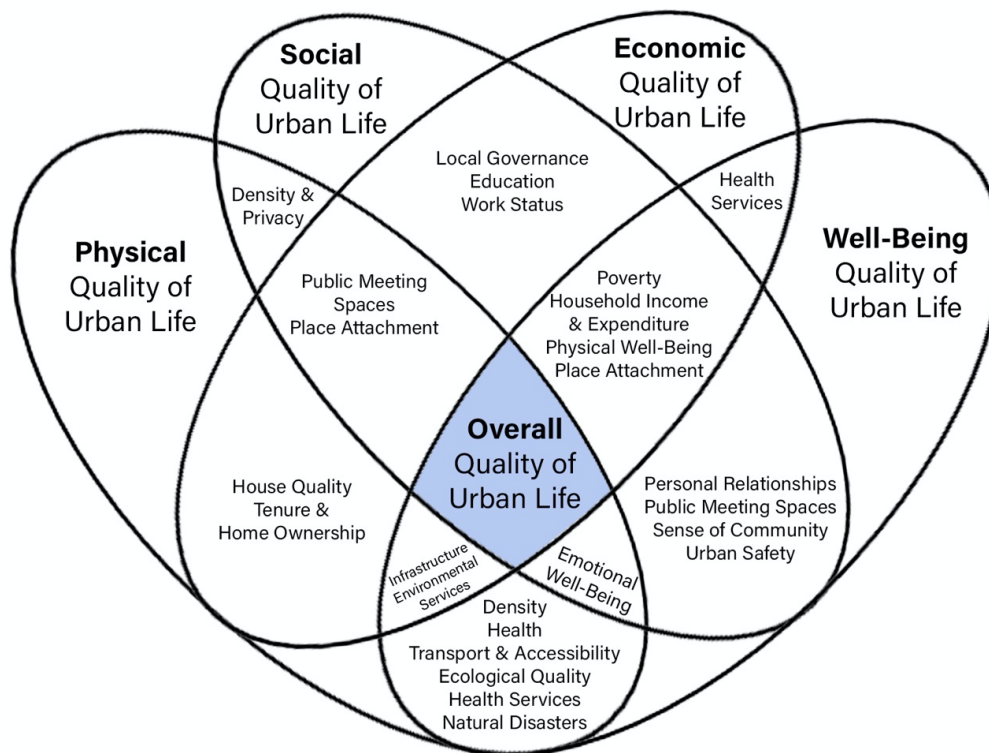 Social
Quality of
Urban Life
Economic
Quality of
Urban Life
Physical
Quality of
Urban Life
Well-Being
Quality of
Urban Life
Density &
Privacy
Local Governance
Education
Work Status
Health
Services
Public Meeting
Spaces
Place Attachment
Poverty
Household Income
& Expenditure
Physical Well-Being
Place Attachment
Overall
Quality of
Urban Life
House Quality
Tenure &
Home Ownership
Personal Relationships
Public Meeting Spaces
Sense of Community
Urban Safety
Infrastructure
Environmental
Services
Emotional
Well-Being
Density
Health
Transport & Accessibility
Ecological Quality
Health Services
Natural Disasters